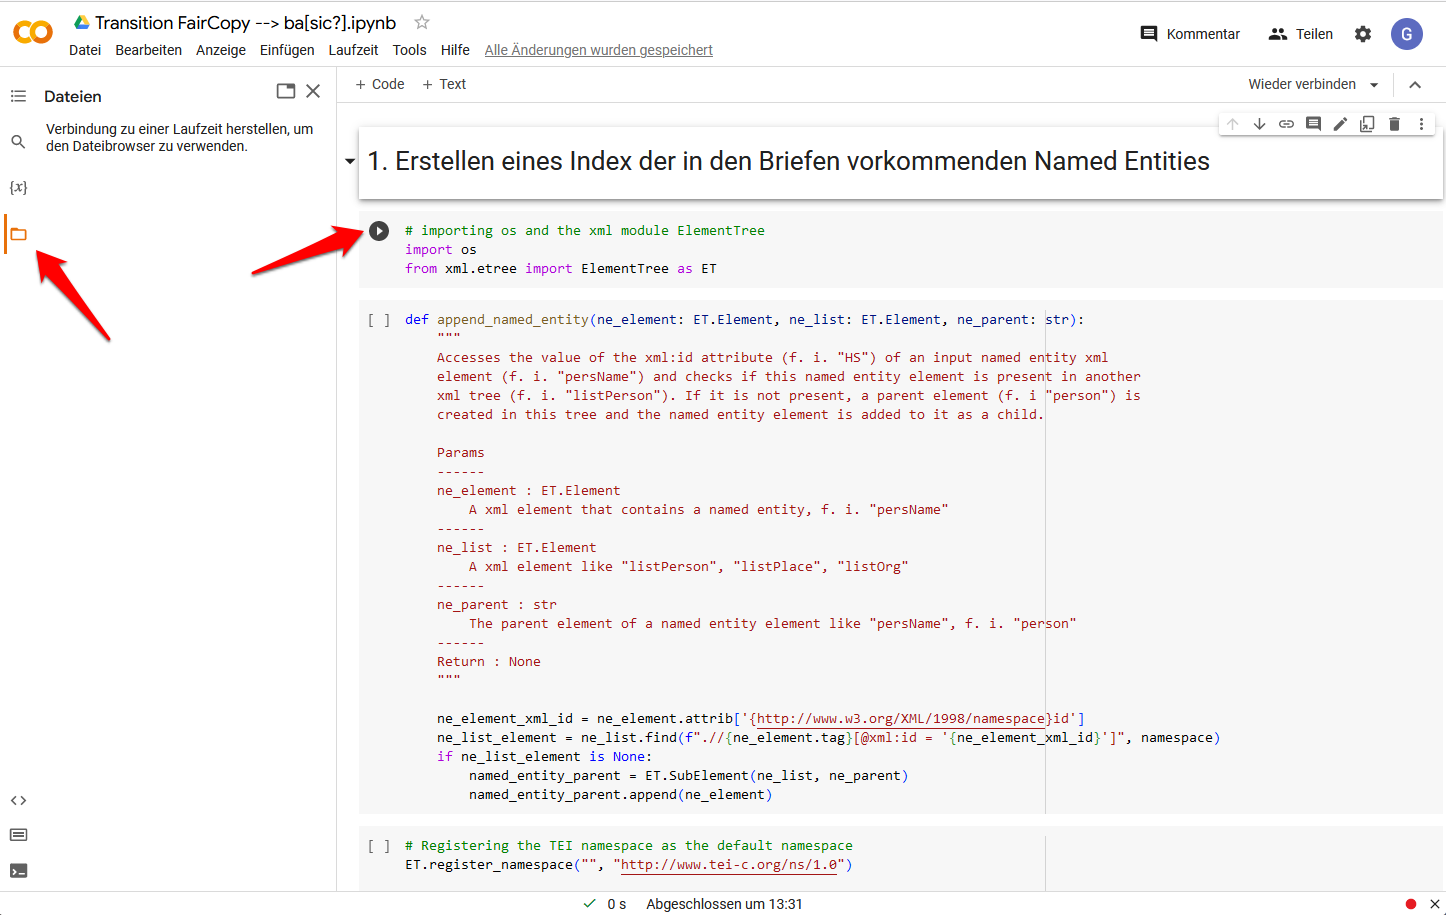 Transition FairCopy --> ba[sic?].ipynb
Datei Bearbeiten Anzeige Einfügen Laufzeit Tools Hilfe Alle Änderungen wurden gespeichert
Kommentar Teilen G
Dateien
Verbindung zu einer Laufzeit herstellen, um
den Dateibrowser zu verwenden.
{x}
+ Code + Text
Wieder verbinden
1. Erstellen eines Index der in den Briefen vorkommenden Named Entities
# importing os and the xml module ElementTree
import os
from xml.etree import ElementTree as ET
[ ] def append_named_entity(ne_element: ET.Element, ne_list: ET.Element, ne_parent: str):
"""
Accesses the value of the xml:id attribute (f. i. "HS") of an input named entity xml
element (f. i. "persName") and checks if this named entity element is present in another
xml tree (f. i. "listPerson"). If it is not present, a parent element (f. i "person") is
created in this tree and the named entity element is added to it as a child.
Params
------
ne_element : ET.Element
A xml element that contains a named entity, f. i. "persName"
------
ne_list : ET.Element
A xml element like "listPerson", "listPlace", "listOrg"
------
ne_parent : str
The parent element of a named entity element like "persName", f. i. "person"
------
Return : None
"""
ne_element_xml_id = ne_element.attrib['{http://www.w3.org/XML/1998/namespace}id']
ne_list_element = ne_list.find(f".//{ne_element.tag}[@xml:id = '{ne_element_xml_id}']", namespace)
if ne_list_element is None:
named_entity_parent = ET.SubElement(ne_list, ne_parent)
named_entity_parent.append(ne_element)
[ ] # Registering the TEI namespace as the default namespace
ET.register_namespace("", "http://www.tei-c.org/ns/1.0")
0 s Abgeschlossen um 13:31